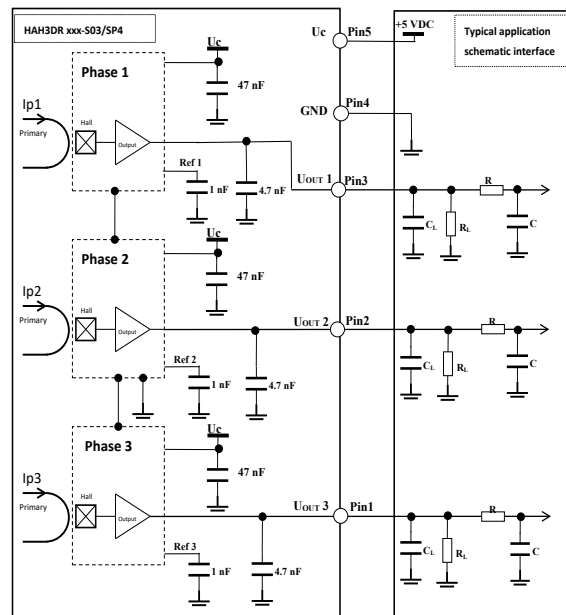 HAH3DR xxx-S03/SP4
Uc
Pin5
+5 VDC
Typical application
schematic interface
Phase 1
Uc
47 nF
Ip1
Primary
Hall
Output
GND
Pin4
Ref 1
1 nF
4.7 nF
UOUT 1
Pin3
R
CL
RL
C
Phase 2
Uc
47 nF
Ip2
Primary
Hall
Output
UOUT 2
Pin2
R
Ref 2
1 nF
4.7 nF
CL
RL
C
Phase 3
Uc
47 nF
Ip3
Primary
Hall
Output
UOUT 3
Pin1
R
Ref 3
1 nF
4.7 nF
CL
RL
C